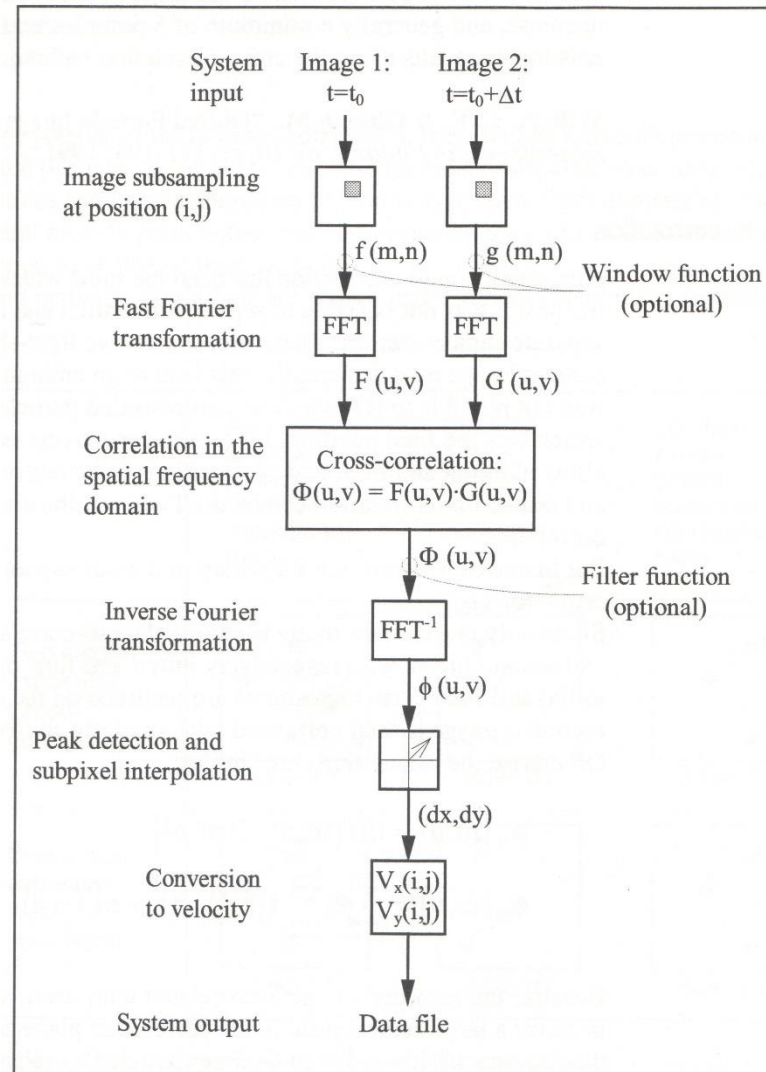 System input
Image 1:
t=t₀
Image 2:
t=t₀+Δt
Image subsampling
at position (i,j)
f (m,n)
g (m,n)
Window function
(optional)
Fast Fourier
transformation
FFT
FFT
F (u,v)
G (u,v)
Correlation in the
spatial frequency
domain
Cross-correlation:
Φ(u,v) = F(u,v)·G(u,v)
Φ (u,v)
Filter function
(optional)
Inverse Fourier
transformation
FFT⁻¹
ϕ (u,v)
Peak detection and
subpixel interpolation
(dx,dy)
Conversion
to velocity
Vₓ(i,j)
V_y(i,j)
System output
Data file